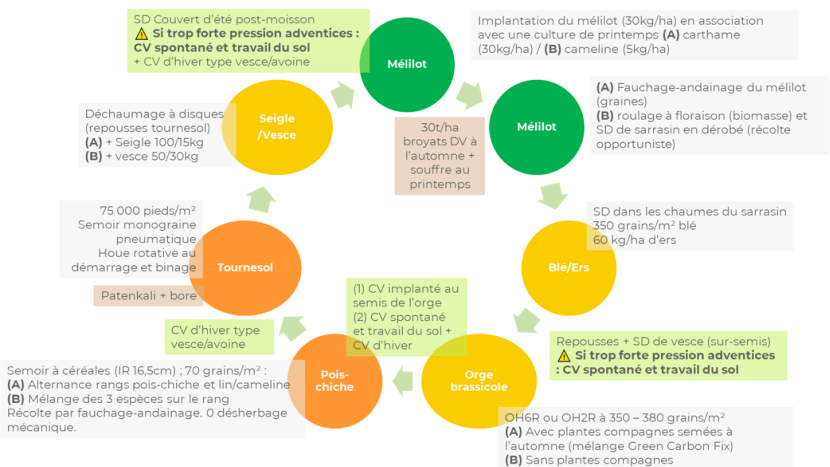 SD Couvert d'été post-moisson
⚠ Si trop forte pression adventices :
CV spontané et travail du sol
+ CV d'hiver type vesce/avoine
Mélilot
Implantation du mélilot (30kg/ha) en association
avec une culture de printemps (A) carthame
(30kg/ha) / (B) cameline (5kg/ha)
Mélilot
(A) Fauchage-andainage du mélilot
(graines)
(B) roulage à floraison (biomasse) et
SD de sarrasin en dérobé (récolte
opportuniste)
30t/ha
broyats DV à
l'automne +
souffre au
printemps
Seigle
/Vesce
Déchaumage à disques
(repousses tournesol)
(A) + Seigle 100/15kg
(B) + vesce 50/30kg
SD dans les chaumes du sarrasin
350 grains/m² blé
60 kg/ha d'ers
Blé/Ers
75 000 pieds/m²
Semoir monograine
pneumatique
Houe rotative au
démarrage et binage
Tournesol
Patenkali + bore
(1) CV implanté au
semis de l'orge
(2) CV spontané
et travail du sol +
CV d'hiver
CV d'hiver type
vesce/avoine
Repousses + SD de vesce (sur-semis)
⚠ Si trop forte pression adventices
: CV spontané et travail du sol
Semoir à céréales (IR 16,5cm) ; 70 grains/m² :
(A) Alternance rangs pois-chiche et lin/cameline
(B) Mélange des 3 espèces sur le rang
Récolte par fauchage-andainage. 0 désherbage
mécanique.
Pois-
chiche
Orge
brassicole
OH6R ou OH2R à 350 – 380 grains/m²
(A) Avec plantes compagnes semées à
l'automne (mélange Green Carbon Fix)
(B) Sans plantes compagnes